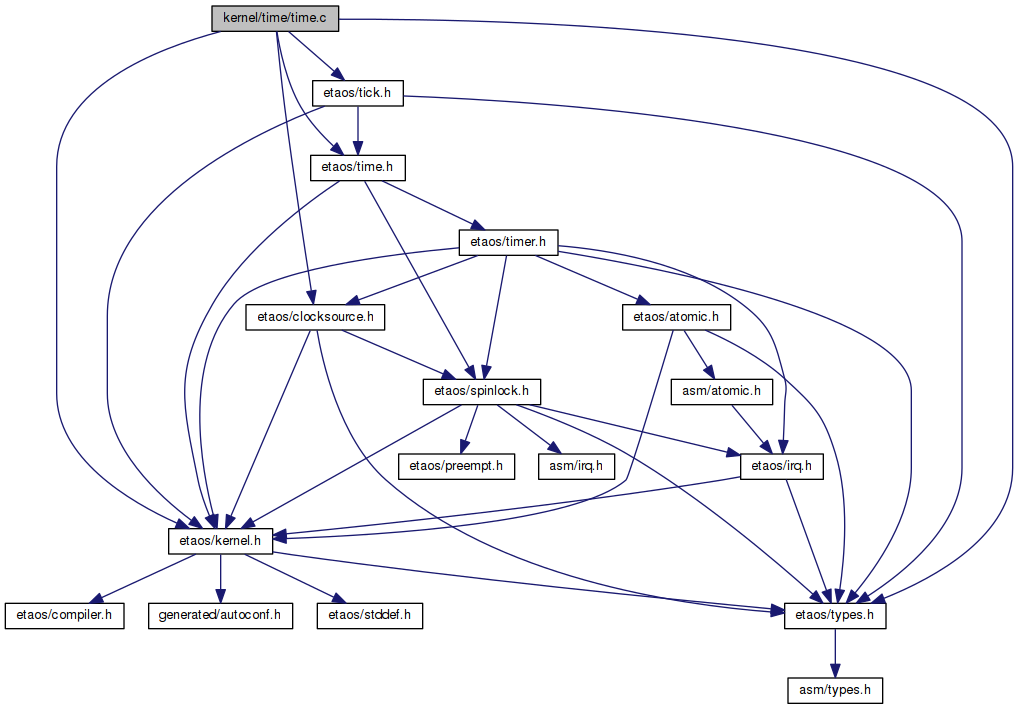 kernel/time/time.c
etaos/tick.h
etaos/time.h
etaos/timer.h
etaos/clocksource.h
etaos/atomic.h
etaos/spinlock.h
asm/atomic.h
etaos/preempt.h
asm/irq.h
etaos/irq.h
etaos/kernel.h
etaos/compiler.h
generated/autoconf.h
etaos/stddef.h
etaos/types.h
asm/types.h